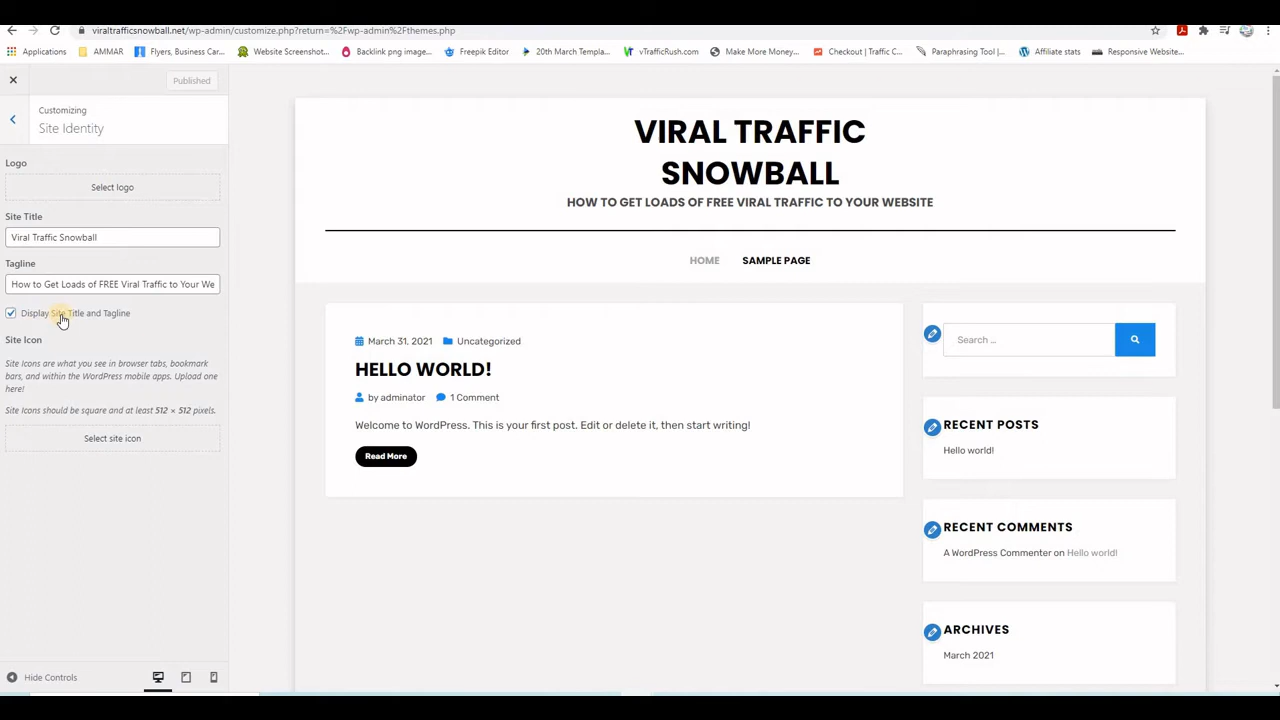 viraltrafficsnowball.net/wp-admin/customize.php?return=%2Fwp-admin%2Fthemes.php
Applications
AMMAR
Flyers, Business Car...
Website Screenshot...
Backlink png image...
Freepik Editor
20th March Templa...
vTrafficRush.com
Make More Money...
Checkout | Traffic C...
Paraphrasing Tool |...
Affiliate stats
Responsive Website...
Published
Customizing
Site Identity
Logo
Select logo
Site Title
Viral Traffic Snowball
Tagline
How to Get Loads of FREE Viral Traffic to Your We
Display Site Title and Tagline
Site Icon
Site Icons are what you see in browser tabs, bookmark
bars, and within the WordPress mobile apps. Upload one
here!
Site Icons should be square and at least 512 × 512 pixels.
Select site icon
Hide Controls
VIRAL TRAFFIC
SNOWBALL
HOW TO GET LOADS OF FREE VIRAL TRAFFIC TO YOUR WEBSITE
HOME
SAMPLE PAGE
March 31, 2021
Uncategorized
HELLO WORLD!
by adminator
1 Comment
Welcome to WordPress. This is your first post. Edit or delete it, then start writing!
Read More
Search …
RECENT POSTS
Hello world!
RECENT COMMENTS
A WordPress Commenter on Hello world!
ARCHIVES
March 2021